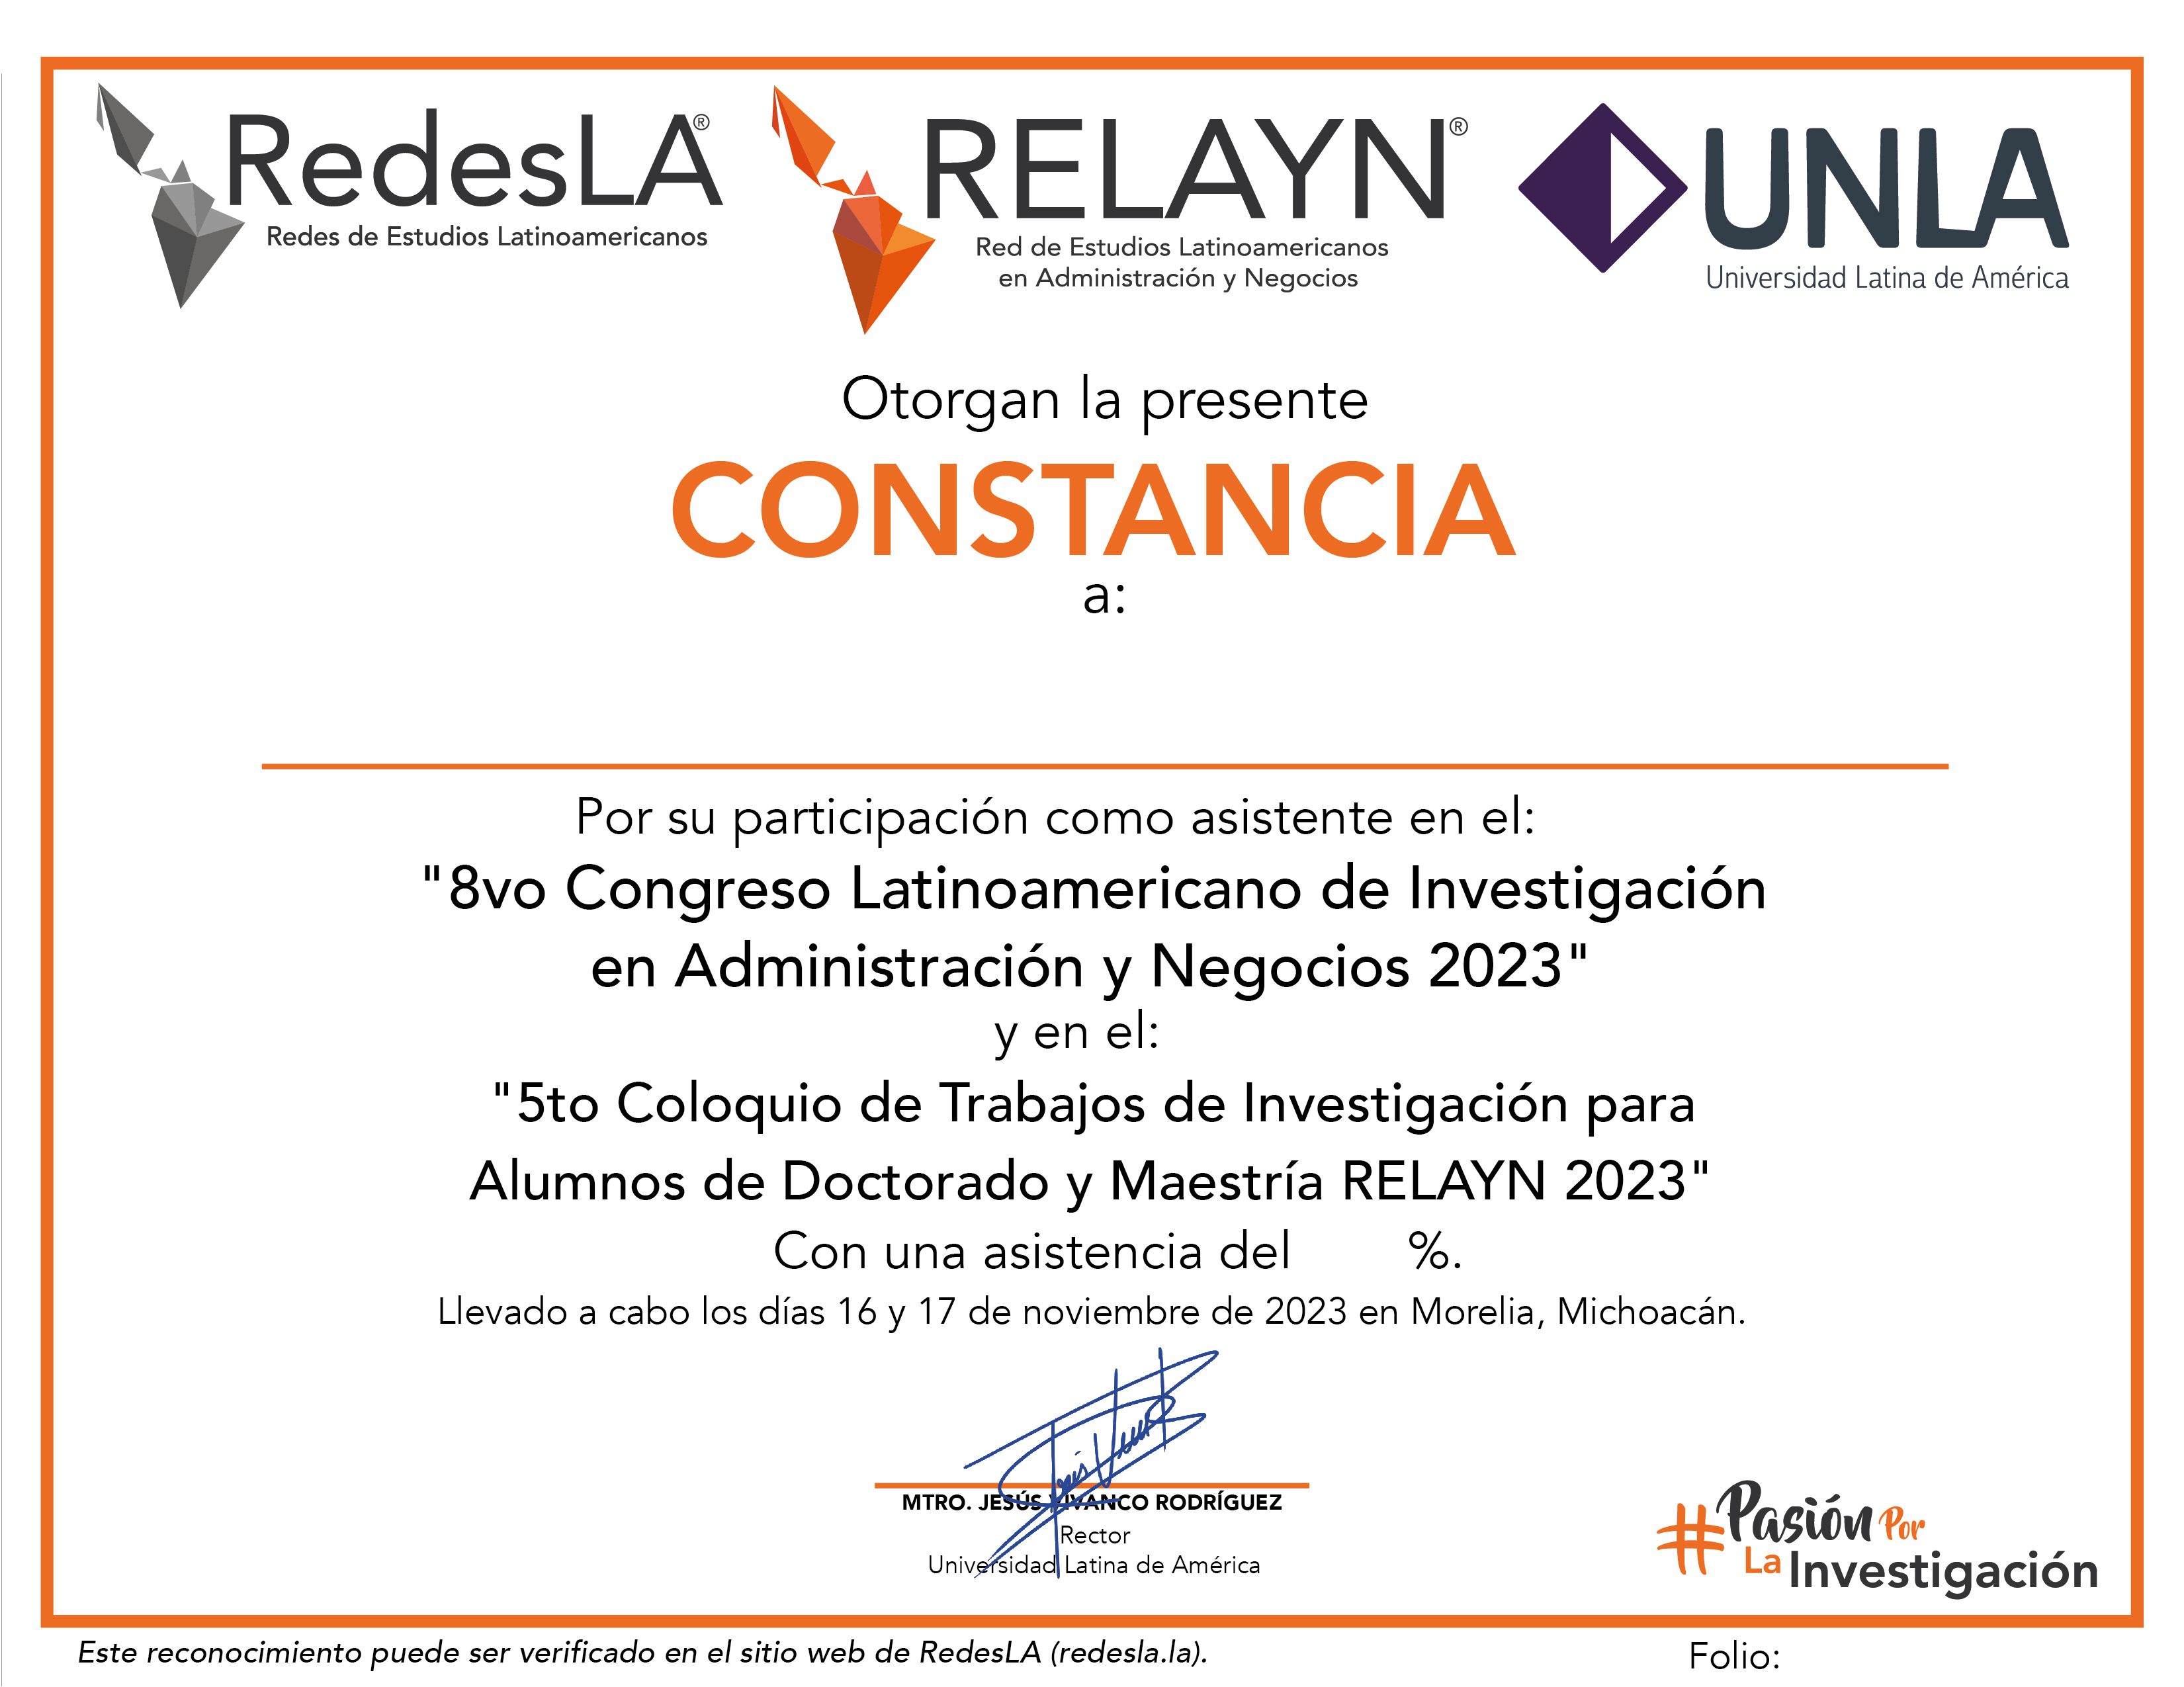 RedesLA®
Redes de Estudios Latinoamericanos
RELAYN®
Red de Estudios Latinoamericanos
en Administración y Negocios
UNLA
Universidad Latina de América
Otorgan la presente
CONSTANCIA
a:
Por su participación como asistente en el:
"8vo Congreso Latinoamericano de Investigación
en Administración y Negocios 2023"
y en el:
"5to Coloquio de Trabajos de Investigación para
Alumnos de Doctorado y Maestría RELAYN 2023"
Con una asistencia del %.
Llevado a cabo los días 16 y 17 de noviembre de 2023 en Morelia, Michoacán.
MTRO. JESÚS VIVANCO RODRÍGUEZ
Rector
Universidad Latina de América
#Pasión Por
La Investigación
Este reconocimiento puede ser verificado en el sitio web de RedesLA (redesla.la).
Folio: